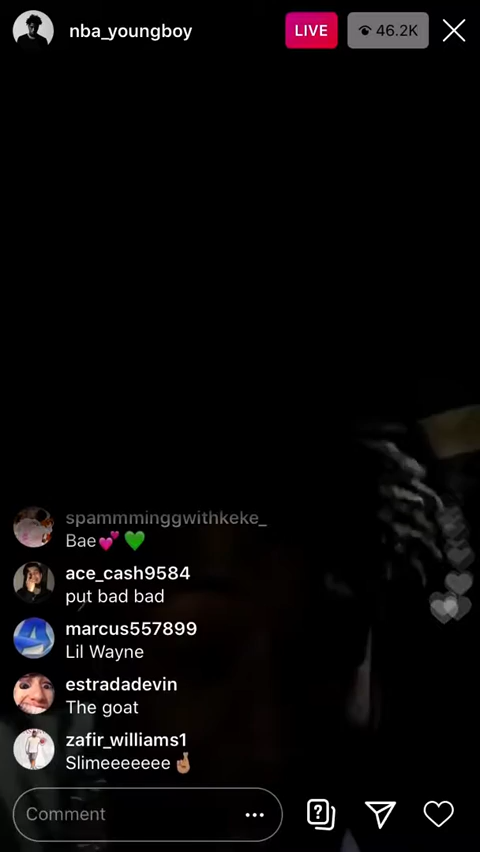 nba_youngboy LIVE 46.2K
spammminggwithkeke_
Bae💕💚
ace_cash9584
put bad bad
marcus557899
Lil Wayne
estradadevin
The goat
zafir_williams1
Slimeeeeeee🤞🏽
Comment